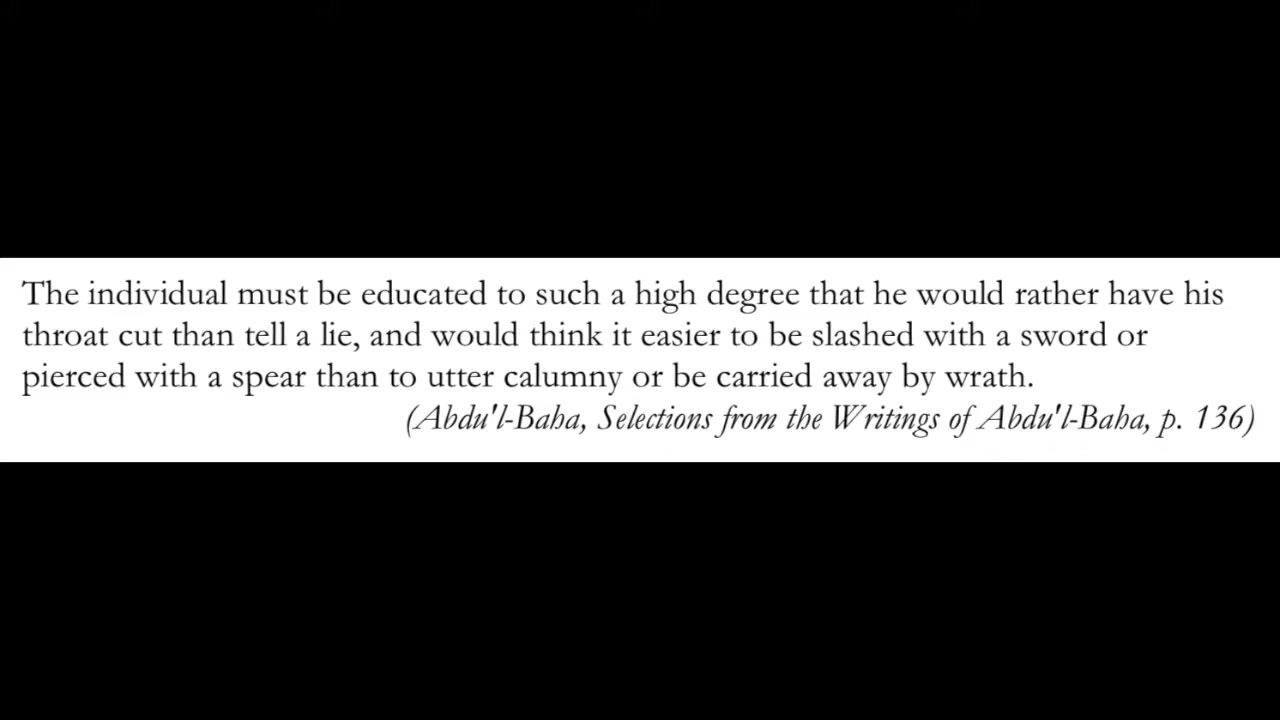 The individual must be educated to such a high degree that he would rather have his
throat cut than tell a lie, and would think it easier to be slashed with a sword or
pierced with a spear than to utter calumny or be carried away by wrath.
(Abdu'l-Baha, Selections from the Writings of Abdu'l-Baha, p. 136)